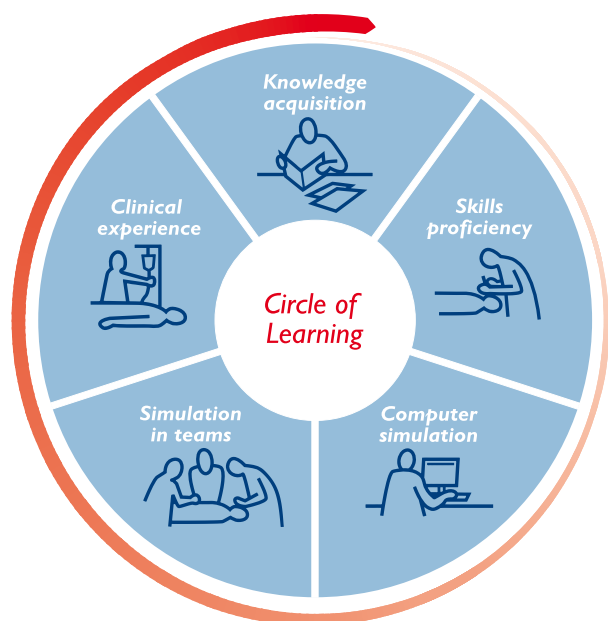 Knowledge
acquisition
Skills
proficiency
Computer
simulation
Simulation
in teams
Clinical
experience
Circle of
Learning